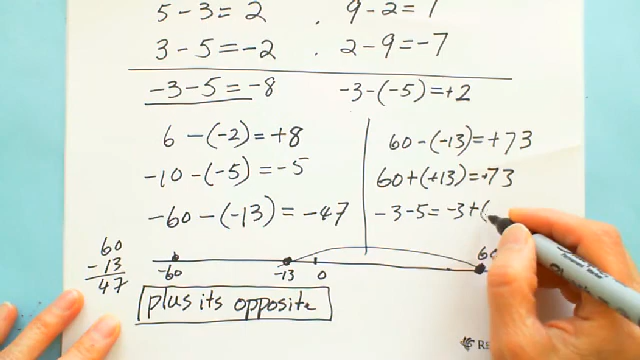 5 - 3 = 2 . 9 - 2 = 7
3 - 5 = -2 . 2 - 9 = -7
-3 - 5 = -8 -3 - (-5) = +2
6 - (-2) = +8
-10 - (-5) = -5
-60 - (-13) = -47
60 - (-13) = +73
60 + (+13) = +73
-3 - 5 = -3 + (
60
- 13
47
-60 -13 0 60
plus its opposite